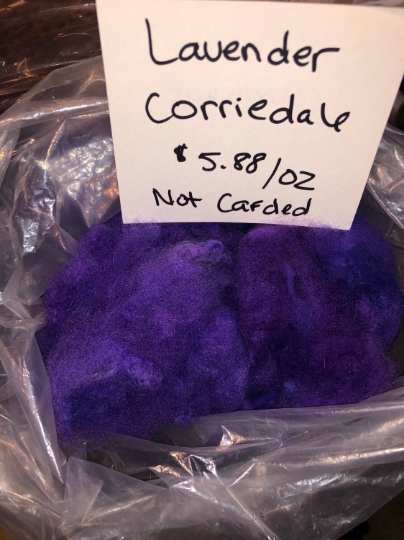 Lavender
Corriedale
$5.88/oz
Not Carded